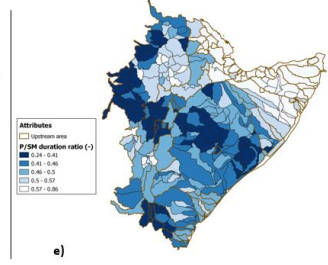 Attributes
Upstream area
P/SM duration ratio (-)
0.24 - 0.41
0.41 - 0.46
0.46 - 0.5
0.5 - 0.57
0.57 - 0.86
e)